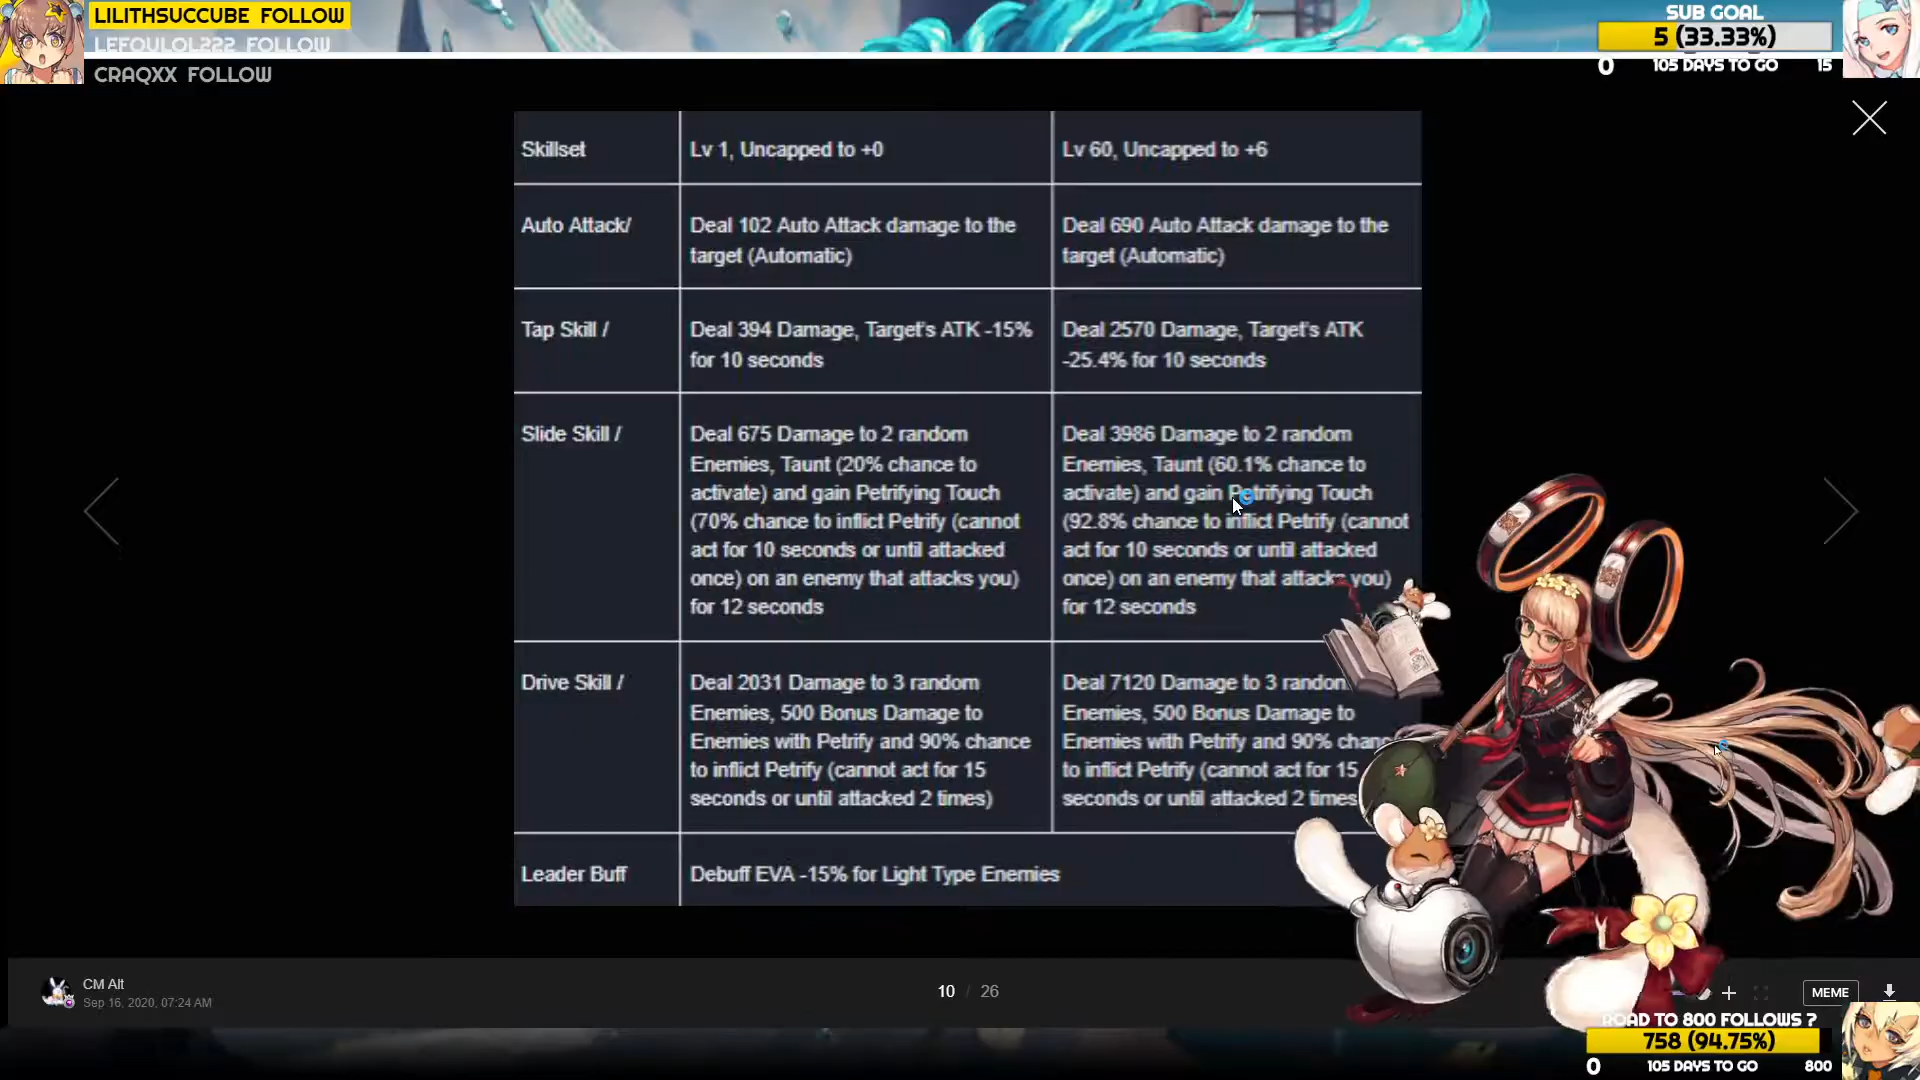 LILITHSUCCUBE FOLLOW
LEFOULOL222 FOLLOW
CRAQXX FOLLOW
SUB GOAL
5 (33.33%)
0 105 DAYS TO GO 15
Skillset
Lv 1, Uncapped to +0
Lv 60, Uncapped to +6
Auto Attack/
Deal 102 Auto Attack damage to the
target (Automatic)
Deal 690 Auto Attack damage to the
target (Automatic)
Tap Skill /
Deal 394 Damage, Target's ATK -15%
for 10 seconds
Deal 2570 Damage, Target's ATK
-25.4% for 10 seconds
Slide Skill /
Deal 675 Damage to 2 random
Enemies, Taunt (20% chance to
activate) and gain Petrifying Touch
(70% chance to inflict Petrify (cannot
act for 10 seconds or until attacked
once) on an enemy that attacks you)
for 12 seconds
Deal 3986 Damage to 2 random
Enemies, Taunt (60.1% chance to
activate) and gain Petrifying Touch
(92.8% chance to inflict Petrify (cannot
act for 10 seconds or until attacked
once) on an enemy that attacks you)
for 12 seconds
Drive Skill /
Deal 2031 Damage to 3 random
Enemies, 500 Bonus Damage to
Enemies with Petrify and 90% chance
to inflict Petrify (cannot act for 15
seconds or until attacked 2 times)
Deal 7120 Damage to 3 random
Enemies, 500 Bonus Damage to
Enemies with Petrify and 90% chanc
to inflict Petrify (cannot act for 15
seconds or until attacked 2 times
Leader Buff
Debuff EVA -15% for Light Type Enemies
CM Alt
Sep 16, 2020, 07:24 AM
10 / 26
MEME
ROAD TO 800 FOLLOWS ?
758 (94.75%)
0 105 DAYS TO GO 800